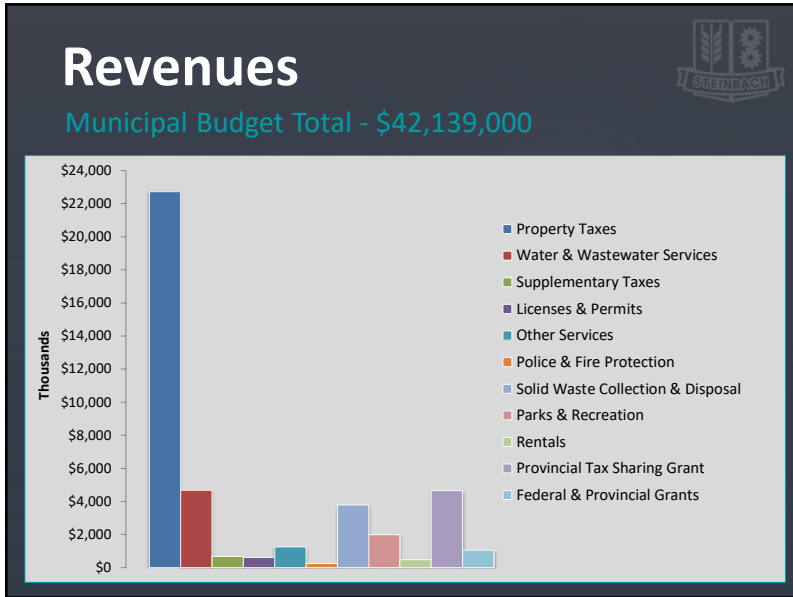 Revenues
STEINBACH
Municipal Budget Total - $42,139,000
$24,000
$22,000
$20,000
$18,000
$16,000
$14,000
$12,000
$10,000
$8,000
$6,000
$4,000
$2,000
$0
Thousands
Property Taxes
Water & Wastewater Services
Supplementary Taxes
Licenses & Permits
Other Services
Police & Fire Protection
Solid Waste Collection & Disposal
Parks & Recreation
Rentals
Provincial Tax Sharing Grant
Federal & Provincial Grants